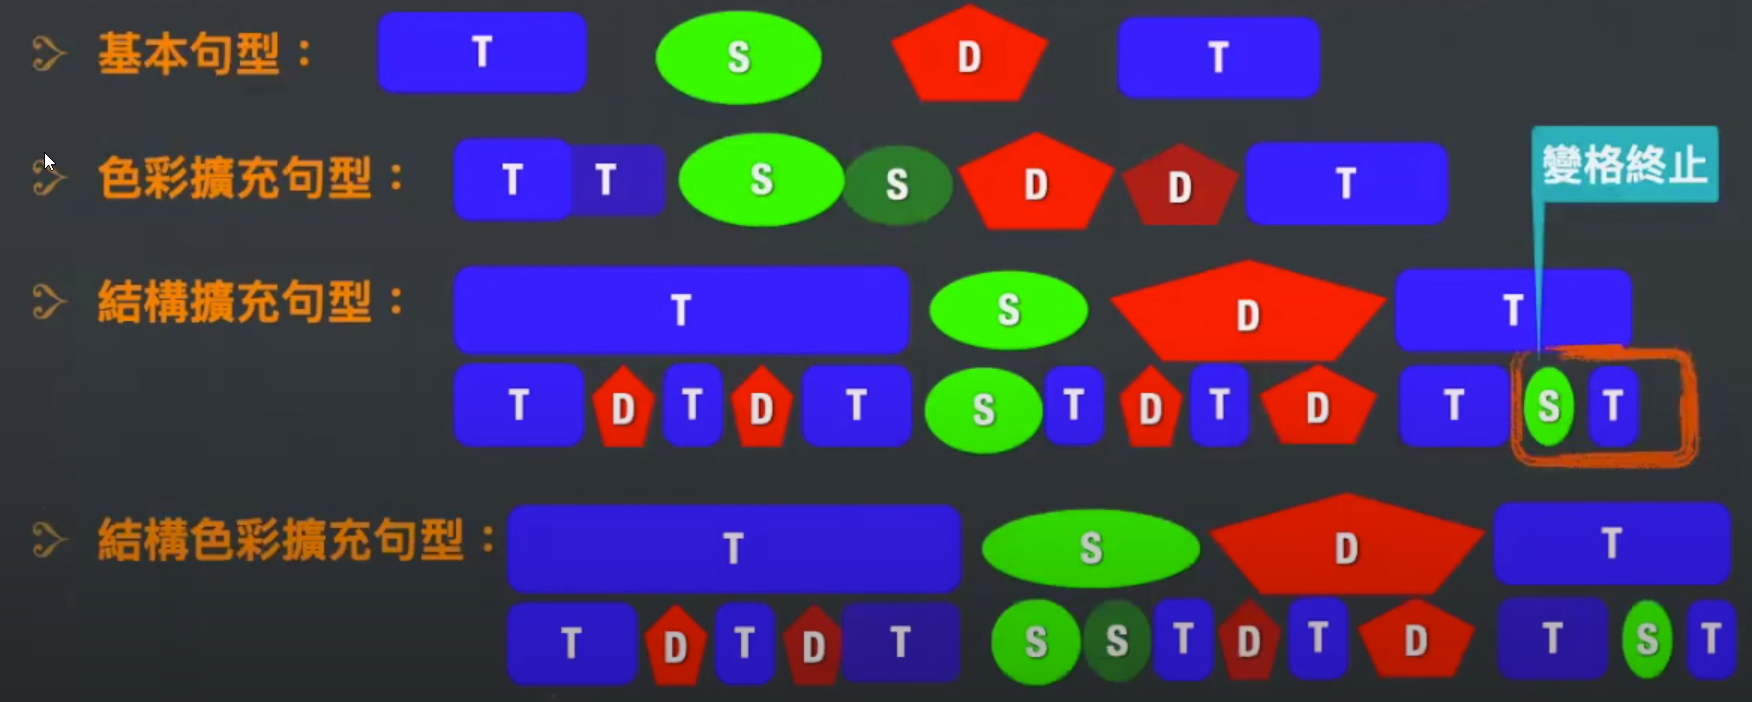 基本句型： T S D T
色彩擴充句型： T T S S D D T
變格終止
結構擴充句型： T S D T
T D T D T S T D T D T S T
結構色彩擴充句型： T S D T
T D T D T S S T D T D T S T